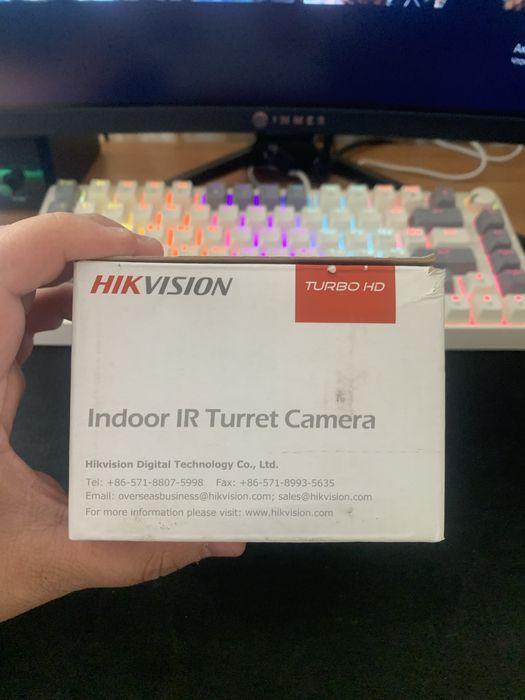 HIKVISION
TURBO HD
Indoor IR Turret Camera
Hikvision Digital Technology Co., Ltd.
Tel: +86-571-8807-5998 Fax: +86-571-8993-5635
Email: overseasbusiness@hikvision.com; sales@hikvision.com
For more information please visit: www.hikvision.com